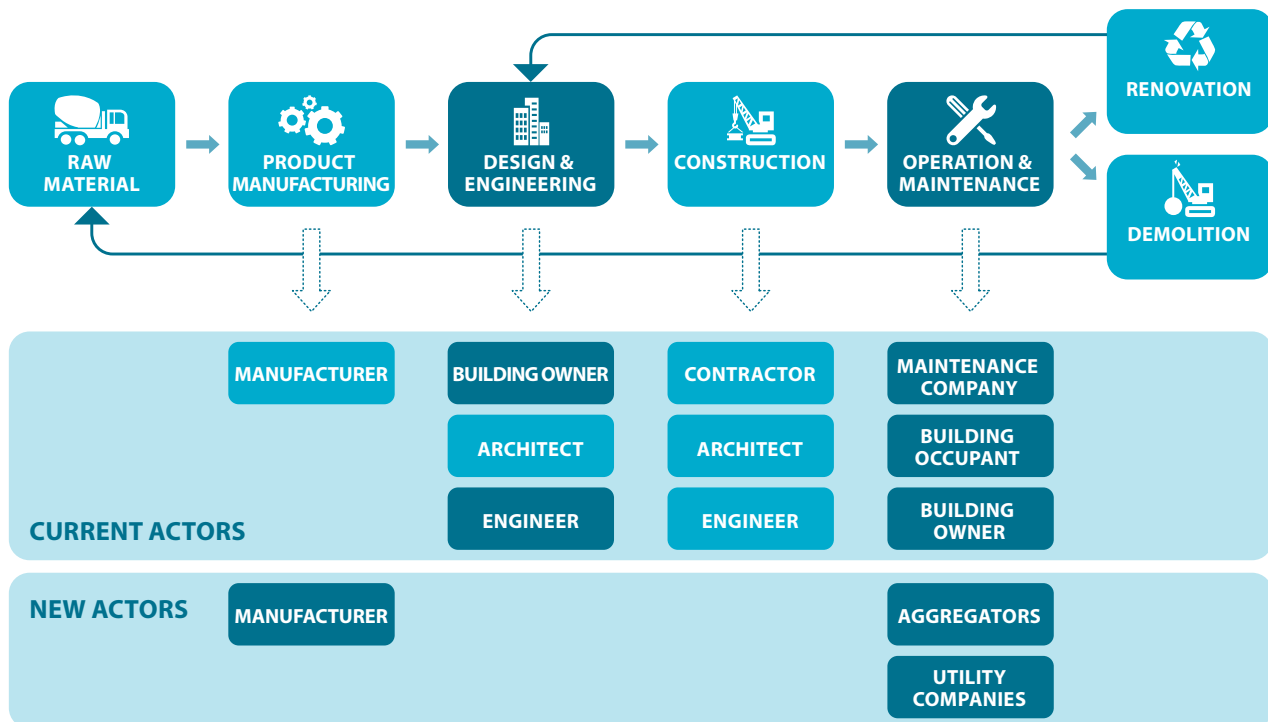 RENOVATION
RAW
MATERIAL
PRODUCT
MANUFACTURING
DESIGN &
ENGINEERING
CONSTRUCTION
OPERATION &
MAINTENANCE
DEMOLITION
MANUFACTURER
BUILDING OWNER
CONTRACTOR
MAINTENANCE
COMPANY
ARCHITECT
ARCHITECT
BUILDING
OCCUPANT
CURRENT ACTORS
ENGINEER
ENGINEER
BUILDING
OWNER
NEW ACTORS
MANUFACTURER
AGGREGATORS
UTILITY
COMPANIES